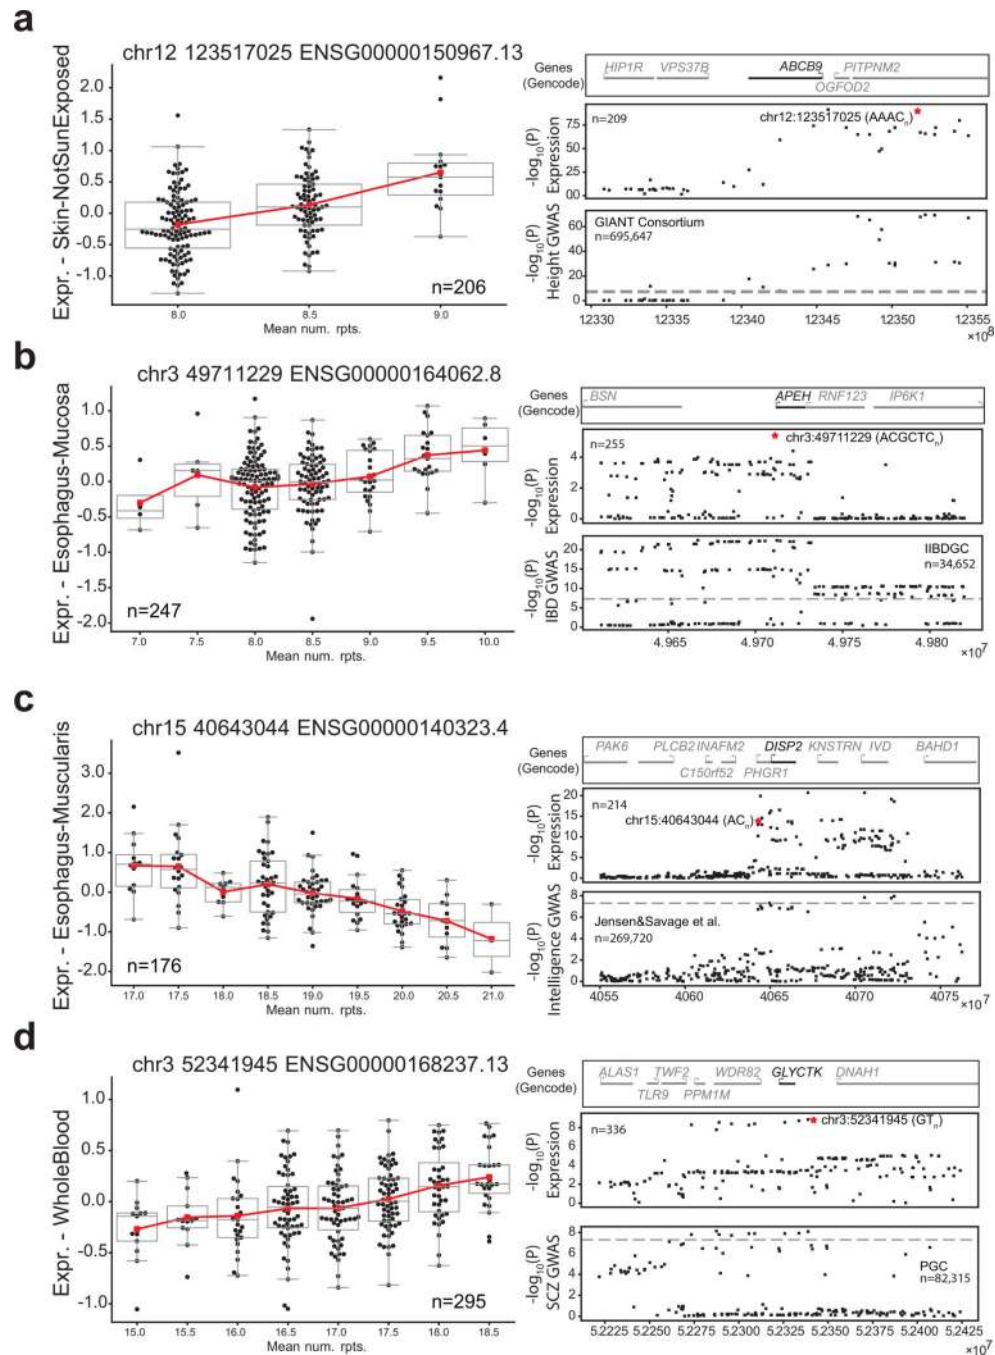 a
chr12 123517025 ENSG00000150967.13
Expr. - Skin-NotSunExposed
2.0
1.5
1.0
0.5
0.0
-0.5
-1.0
n=206
8.0 8.5 9.0
Mean num. rpts.
Genes
(Gencode)
HIP1R VPS37B ABCB9 PITPNM2
OGFOD2
-log10(P)
Expression
75
50
25
00
n=209
chr12:123517025 (AAACn)
-log10(P)
Height GWAS
60
40
20
0
GIANT Consortium
n=695,647
12330 12335 12340 12345 12350 12355
×10⁸
b
chr3 49711229 ENSG00000164062.8
Expr. - Esophagus-Mucosa
1.0
0.5
0.0
-0.5
-1.0
-1.5
-2.0
n=247
7.0 7.5 8.0 8.5 9.0 9.5 10.0
Mean num. rpts.
Genes
(Gencode)
BSN APEH RNF123 IP6K1
-log10(P)
Expression
4
2
0
n=255
chr3:49711229 (ACGCTCn)
-log10(P)
IBD GWAS
20
15
10
5
0
IIBDGC
n=34,652
4.965 4.970 4.975 4.980
×10⁷
c
chr15 40643044 ENSG00000140323.4
Expr. - Esophagus-Muscularis
3.0
2.0
1.0
0.0
-1.0
-2.0
n=176
17.0 17.5 18.0 18.5 19.0 19.5 20.0 20.5 21.0
Mean num. rpts.
Genes
(Gencode)
PAK6 PLCB2 INAFM2 DISP2 KNSTRN IVD BAHD1
C15orf52 PHGR1
-log10(P)
Expression
20
15
10
5
0
n=214
chr15:40643044 (ACn)
-log10(P)
Intelligence GWAS
8
6
4
2
0
Jensen&Savage et al.
n=269,720
4055 4060 4065 4070 4075
×10⁷
d
chr3 52341945 ENSG00000168237.13
Expr. - WholeBlood
1.0
0.5
0.0
-0.5
-1.0
n=295
15.0 15.5 16.0 16.5 17.0 17.5 18.0 18.5
Mean num. rpts.
Genes
(Gencode)
ALAS1 TWF2 WDR82 GLYCTK DNAH1
TLR9 PPM1M
-log10(P)
Expression
8
6
4
2
0
n=336
chr3:52341945 (GTn)
-log10(P)
SCZ GWAS
8
6
4
2
0
PGC
n=82,315
5.2225 5.2250 5.2275 5.2300 5.2350 5.2400 5.2425
×10⁷